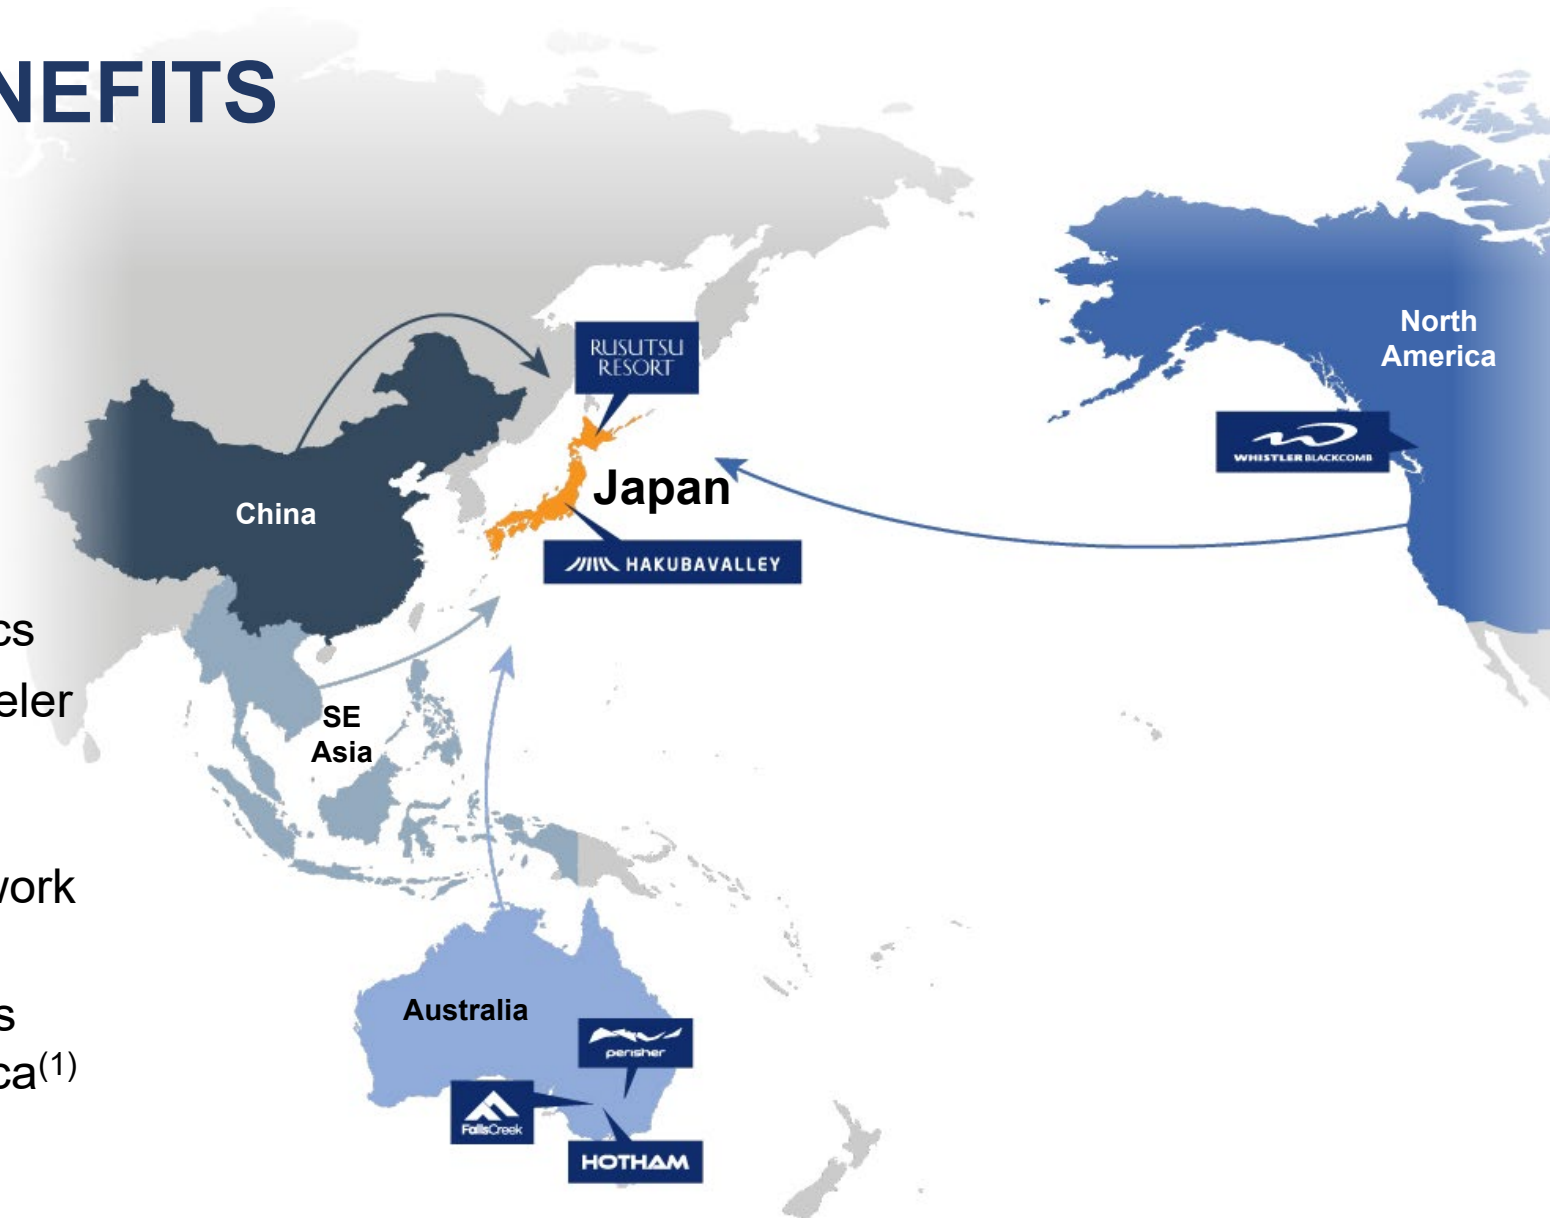 NEFITS
RUSUTSU
RESORT
North
America
WHISTLER BLACKCOMB
Japan
China
HAKUBAVALLEY
cs
eler
SE
Asia
work
s
ca(1)
Australia
perisher
FallsCreek
HOTHAM